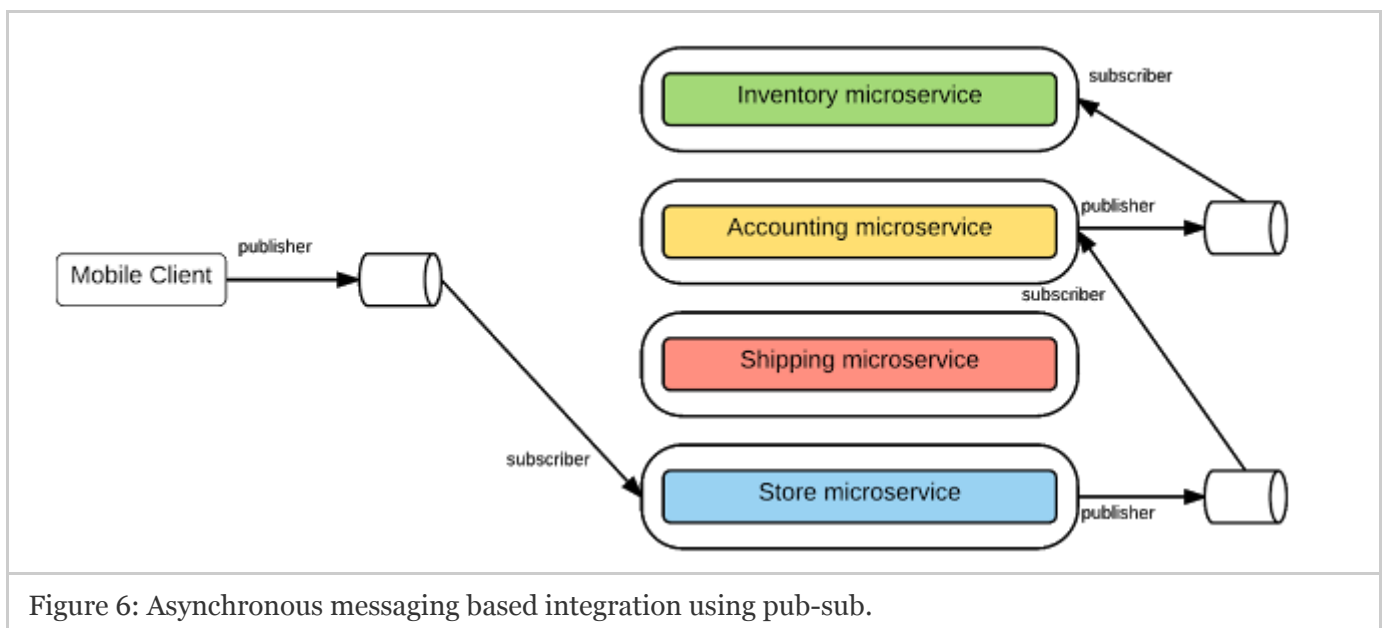 subscriber
Inventory microservice
publisher
Accounting microservice
publisher
Mobile Client
subscriber
Shipping microservice
subscriber
Store microservice
publisher
Figure 6: Asynchronous messaging based integration using pub-sub.